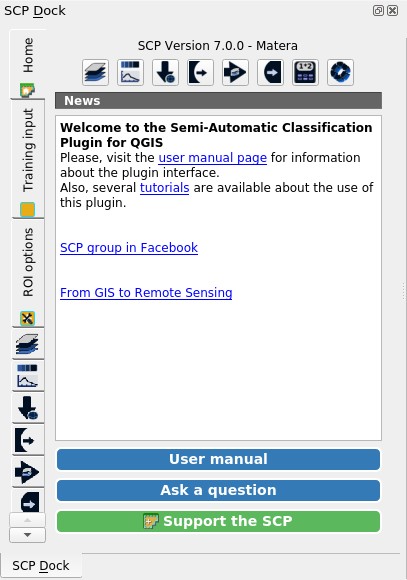 SCP Dock
Home
Training input
ROI options
SCP Version 7.0.0 - Matera
News
Welcome to the Semi-Automatic Classification
Plugin for QGIS
Please, visit the user manual page for information
about the plugin interface.
Also, several tutorials are available about the use of
this plugin.
SCP group in Facebook
From GIS to Remote Sensing
User manual
Ask a question
Support the SCP
SCP Dock